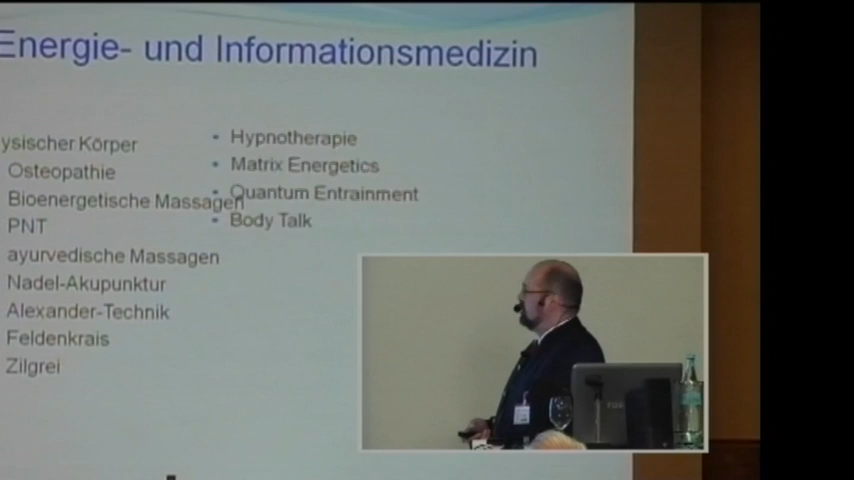 Energie- und Informationsmedizin
ysischer Körper
Osteopathie
Bioenergetische Massagen
PNT
ayurvedische Massagen
Nadel-Akupunktur
Alexander-Technik
Feldenkrais
Zilgrei
• Hypnotherapie
• Matrix Energetics
• Quantum Entrainment
• Body Talk